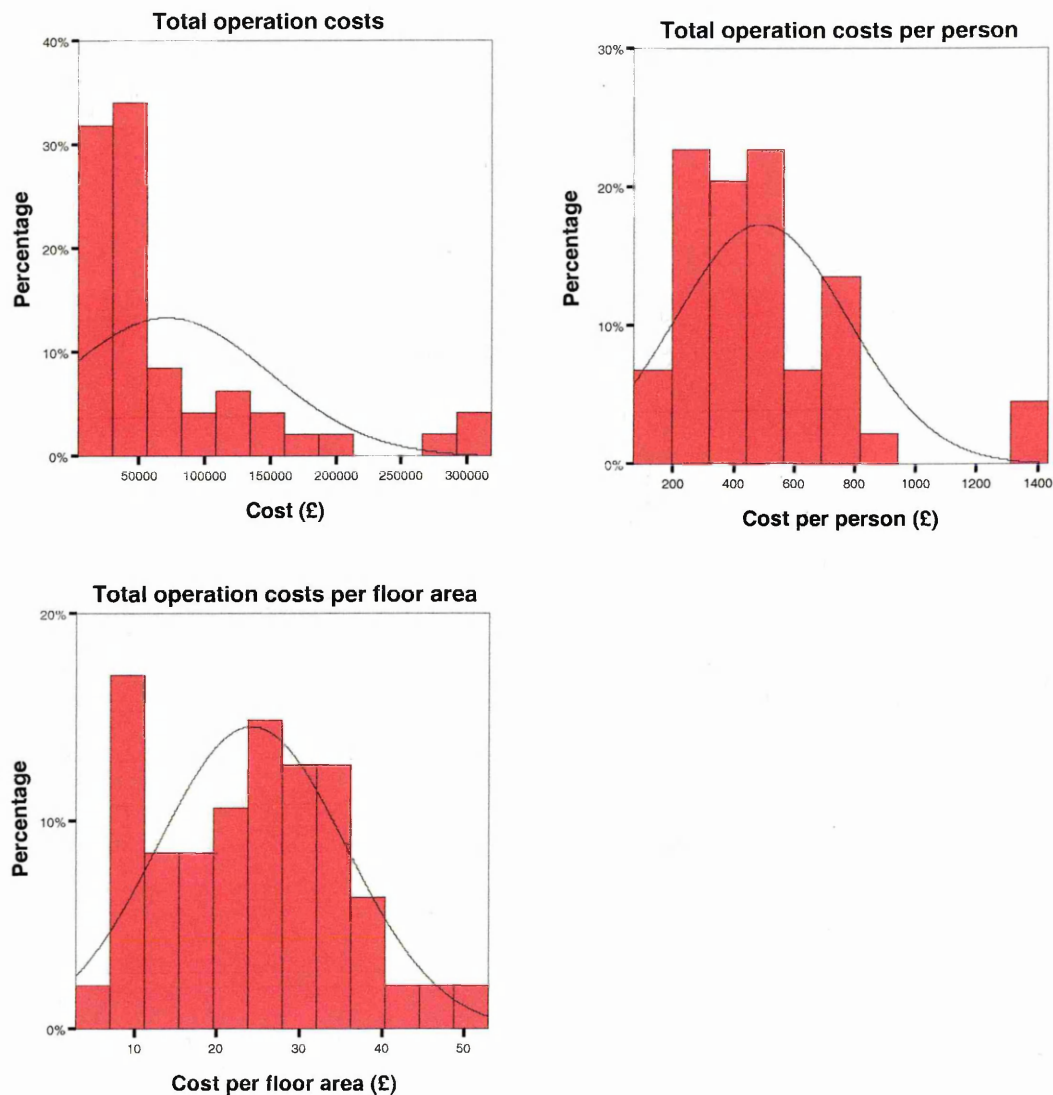 Total operation costs
40%
30%
20%
10%
0%
Percentage
50000 100000 150000 200000 250000 300000
Cost (£)
Total operation costs per person
30%
20%
10%
0%
Percentage
200 400 600 800 1000 1200 1400
Cost per person (£)
Total operation costs per floor area
20%
10%
0%
Percentage
10 20 30 40 50
Cost per floor area (£)